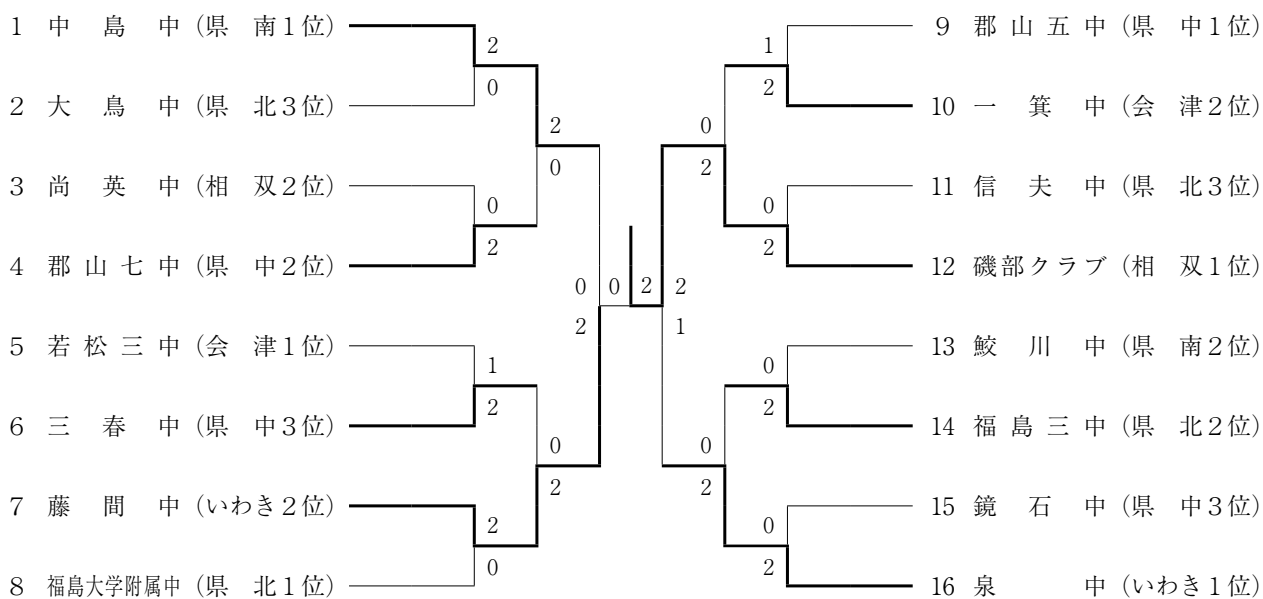 1 中島中(県南1位)
2 大鳥中(県北3位)
3 尚英中(相双2位)
4 郡山七中(県中2位)
5 若松三中(会津1位)
6 三春中(県中3位)
7 藤間中(いわき2位)
8 福島大学附属中(県北1位)
2
0
0
2
1
2
2
0
2
0
0
2
0
2
0 2
2
1
0
2
0
2
1
2
0
2
0
2
0
2
9 郡山五中(県中1位)
10 一箕中(会津2位)
11 信夫中(県北3位)
12 磯部クラブ(相双1位)
13 鮫川中(県南2位)
14 福島三中(県北2位)
15 鏡石中(県中3位)
16 泉中(いわき1位)